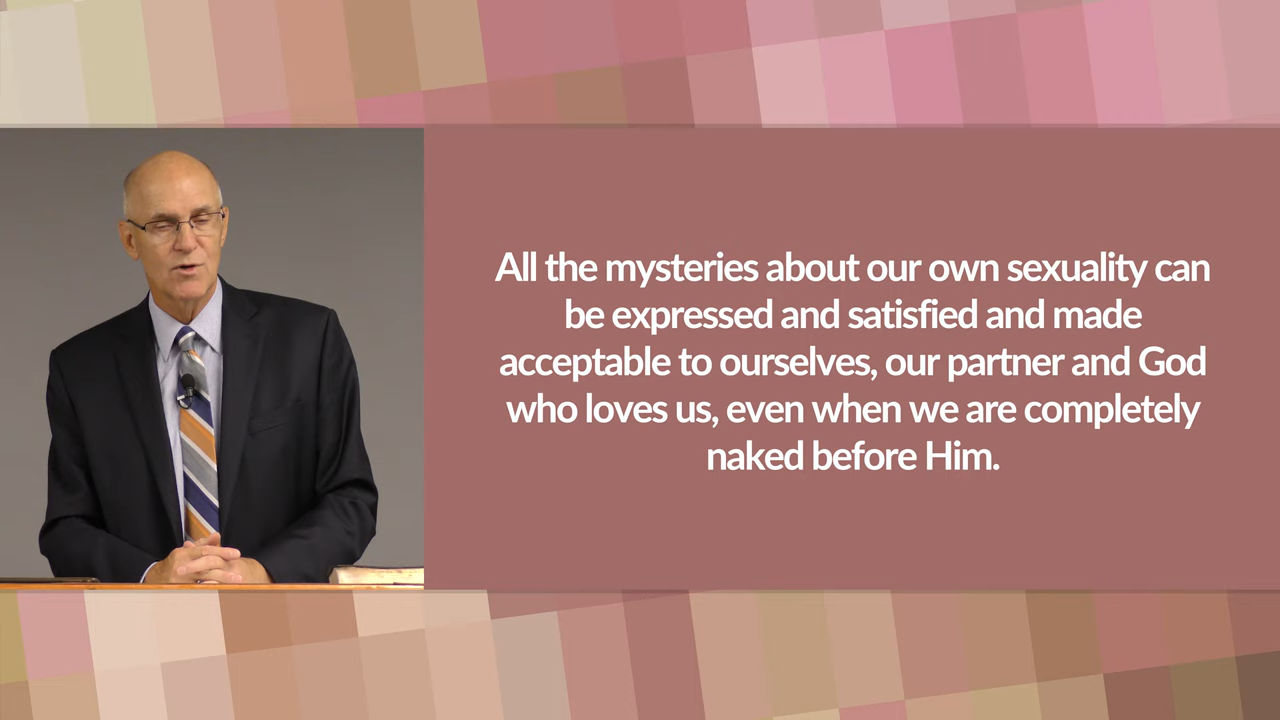 All the mysteries about our own sexuality can
be expressed and satisfied and made
acceptable to ourselves, our partner and God
who loves us, even when we are completely
naked before Him.